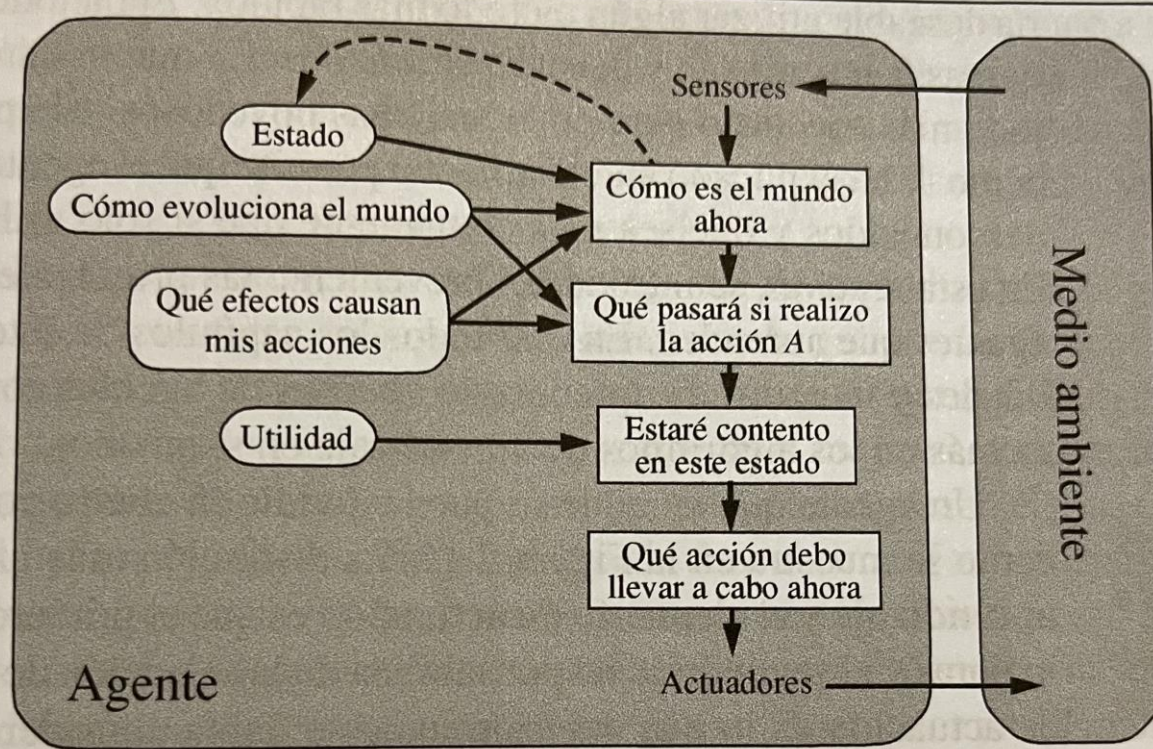 Sensores
Estado
Cómo es el mundo
ahora
Cómo evoluciona el mundo
Qué efectos causan
mis acciones
Qué pasará si realizo
la acción A
Utilidad
Estaré contento
en este estado
Qué acción debo
llevar a cabo ahora
Agente
Actuadores
Medio ambiente